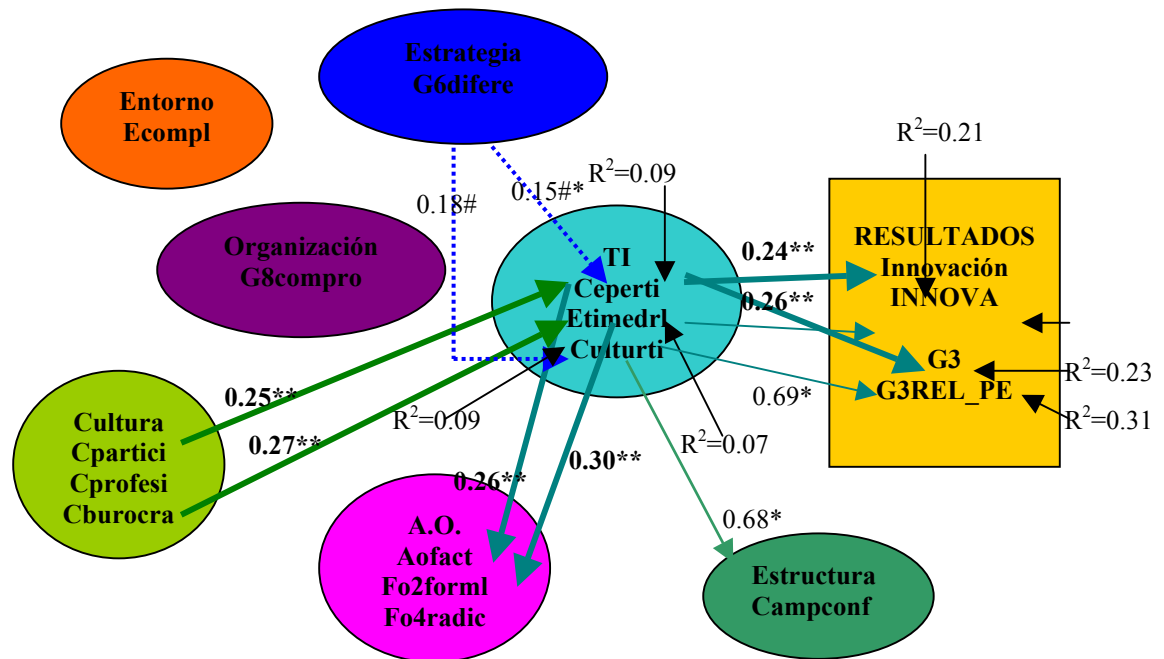 Estrategia
G6difere
Entorno
Ecompl
R²=0.21
R²=0.09
0.15#*
0.18#
Organización
G8compro
TI
Ceperti
Etimedrl
Culturti
0.24**
0.26**
RESULTADOS
Innovación
INNOVA
G3
G3REL_PE
R²=0.23
R²=0.31
0.69*
0.25**
0.27**
R²=0.09
R²=0.07
Cultura
Cpartici
Cprofesi
Cburocra
0.26**
0.30**
0.68*
A.O.
Aofact
Fo2forml
Fo4radic
Estructura
Campconf